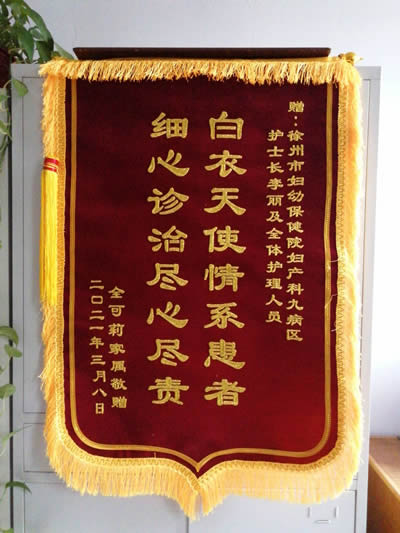 赠：徐州市妇幼保健院妇产科九病区
护士长李丽及全体护理人员
白衣天使情系患者
细心诊治尽心尽责
全可莉家属敬赠
二〇二一年三月八日